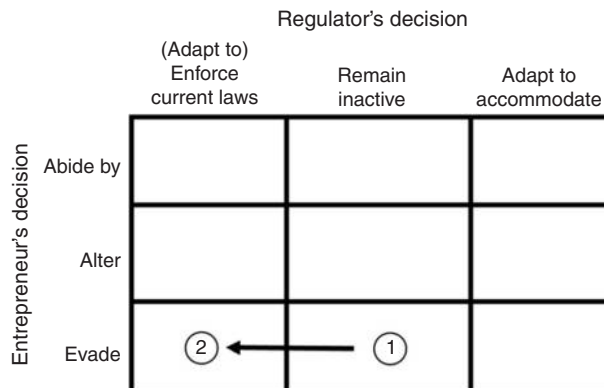 Regulator's decision
(Adapt to)
Enforce
current laws
Remain
inactive
Adapt to
accommodate
Entrepreneur's decision
Abide by
Alter
Evade
2
1